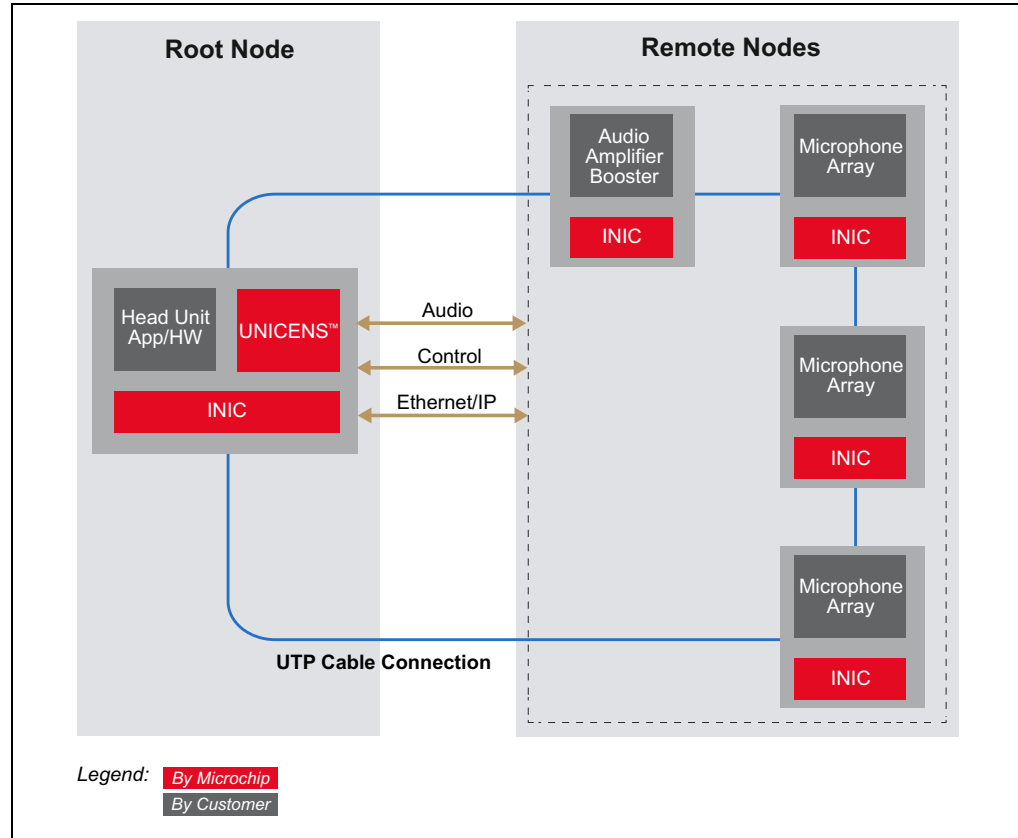 Root Node
Remote Nodes
Audio
Amplifier
Booster
INIC
Microphone
Array
INIC
Head Unit
App/HW
UNICENS™
INIC
Audio
Control
Ethernet/IP
Microphone
Array
INIC
Microphone
Array
INIC
UTP Cable Connection
Legend:
By Microchip
By Customer